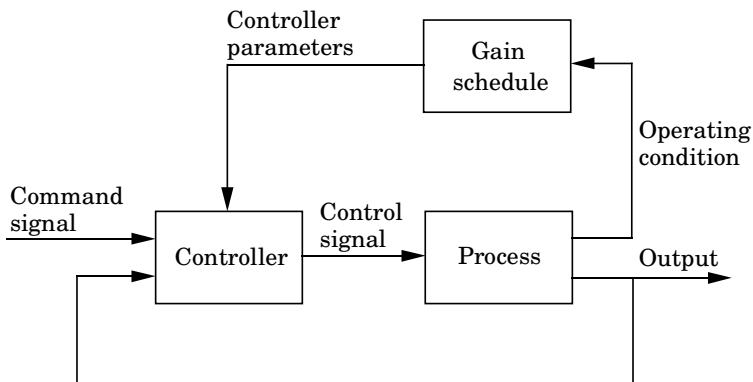 Controller
parameters
Gain
schedule
Operating
condition
Command
signal
Control
signal
Controller
Process
Output